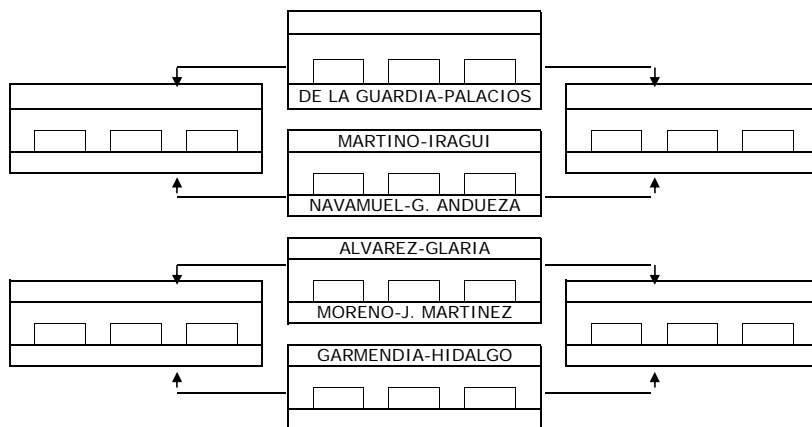 DE LA GUARDIA-PALACIOS
MARTINO-IRAGUI
NAVAMUEL-G. ANDUEZA
ALVAREZ-GLARIA
MORENO-J. MARTINEZ
GARMENDIA-HIDALGO